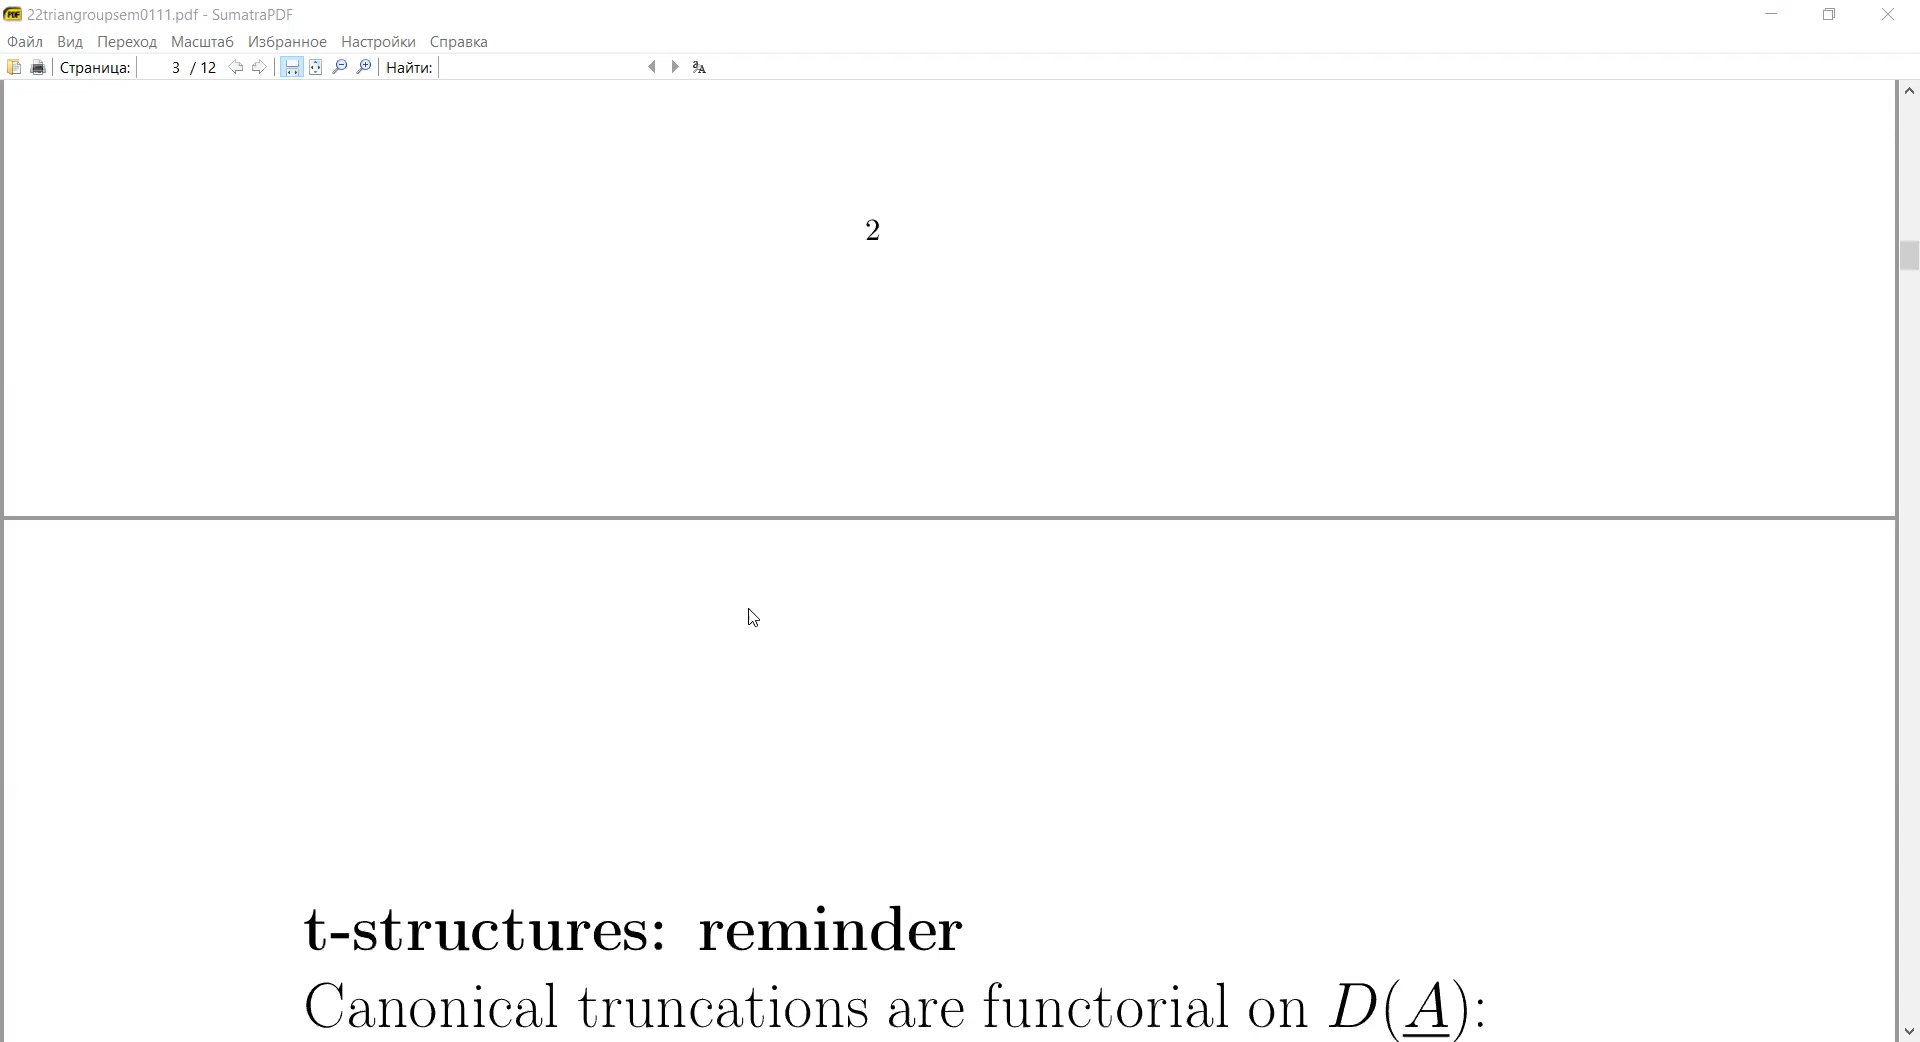 22triangroupsem0111.pdf - SumatraPDF
Файл Вид Переход Масштаб Избранное Настройки Справка
Страница: 3 / 12 Найти:
2
t-structures: reminder
Canonical truncations are functorial on D(A):